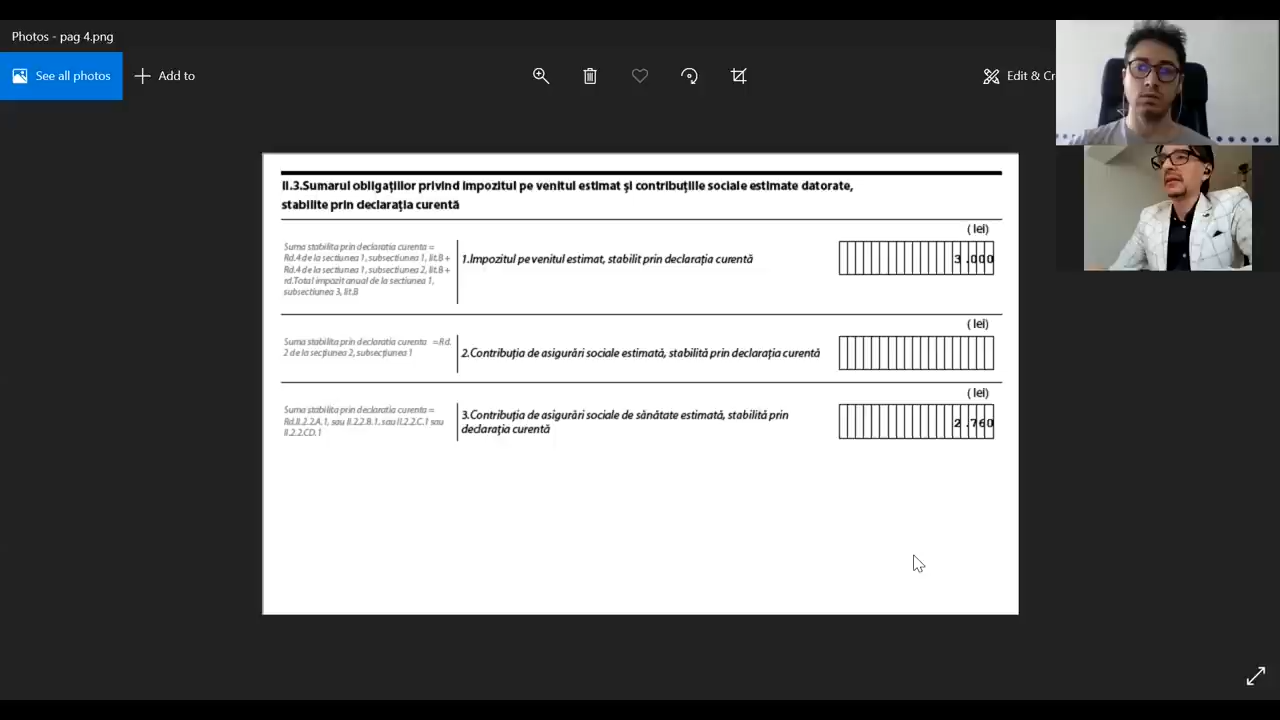 Photos - pag 4.png
See all photos
Add to
Edit & Cr
II.3.Sumarul obligațiilor privind impozitul pe venitul estimat și contribuțiile sociale estimate datorate,
stabilite prin declarația curentă
( lei)
Suma stabilita prin declaratia curenta =
Rd.4 de la sectiunea 1, subsectiunea 1, lit.B +
Rd.4 de la sectiunea 1, subsectiunea 2, lit.B +
rd.Total impozit anual de la sectiunea 1,
subsectiunea 3, lit.B
1.Impozitul pe venitul estimat, stabilit prin declarația curentă
3.000
( lei)
Suma stabilita prin declaratia curenta =Rd.
2 de la secțiunea 2, subsecțiunea 1
2.Contribuția de asigurări sociale estimată, stabilită prin declarația curentă
( lei)
Suma stabilita prin declaratia curenta =
Rd.II.2.2.A.1, sau II.2.2.B.1. sau II.2.2.C.1 sau
II.2.2.CD.1
3.Contribuția de asigurări sociale de sănătate estimată, stabilită prin
declarația curentă
2.760